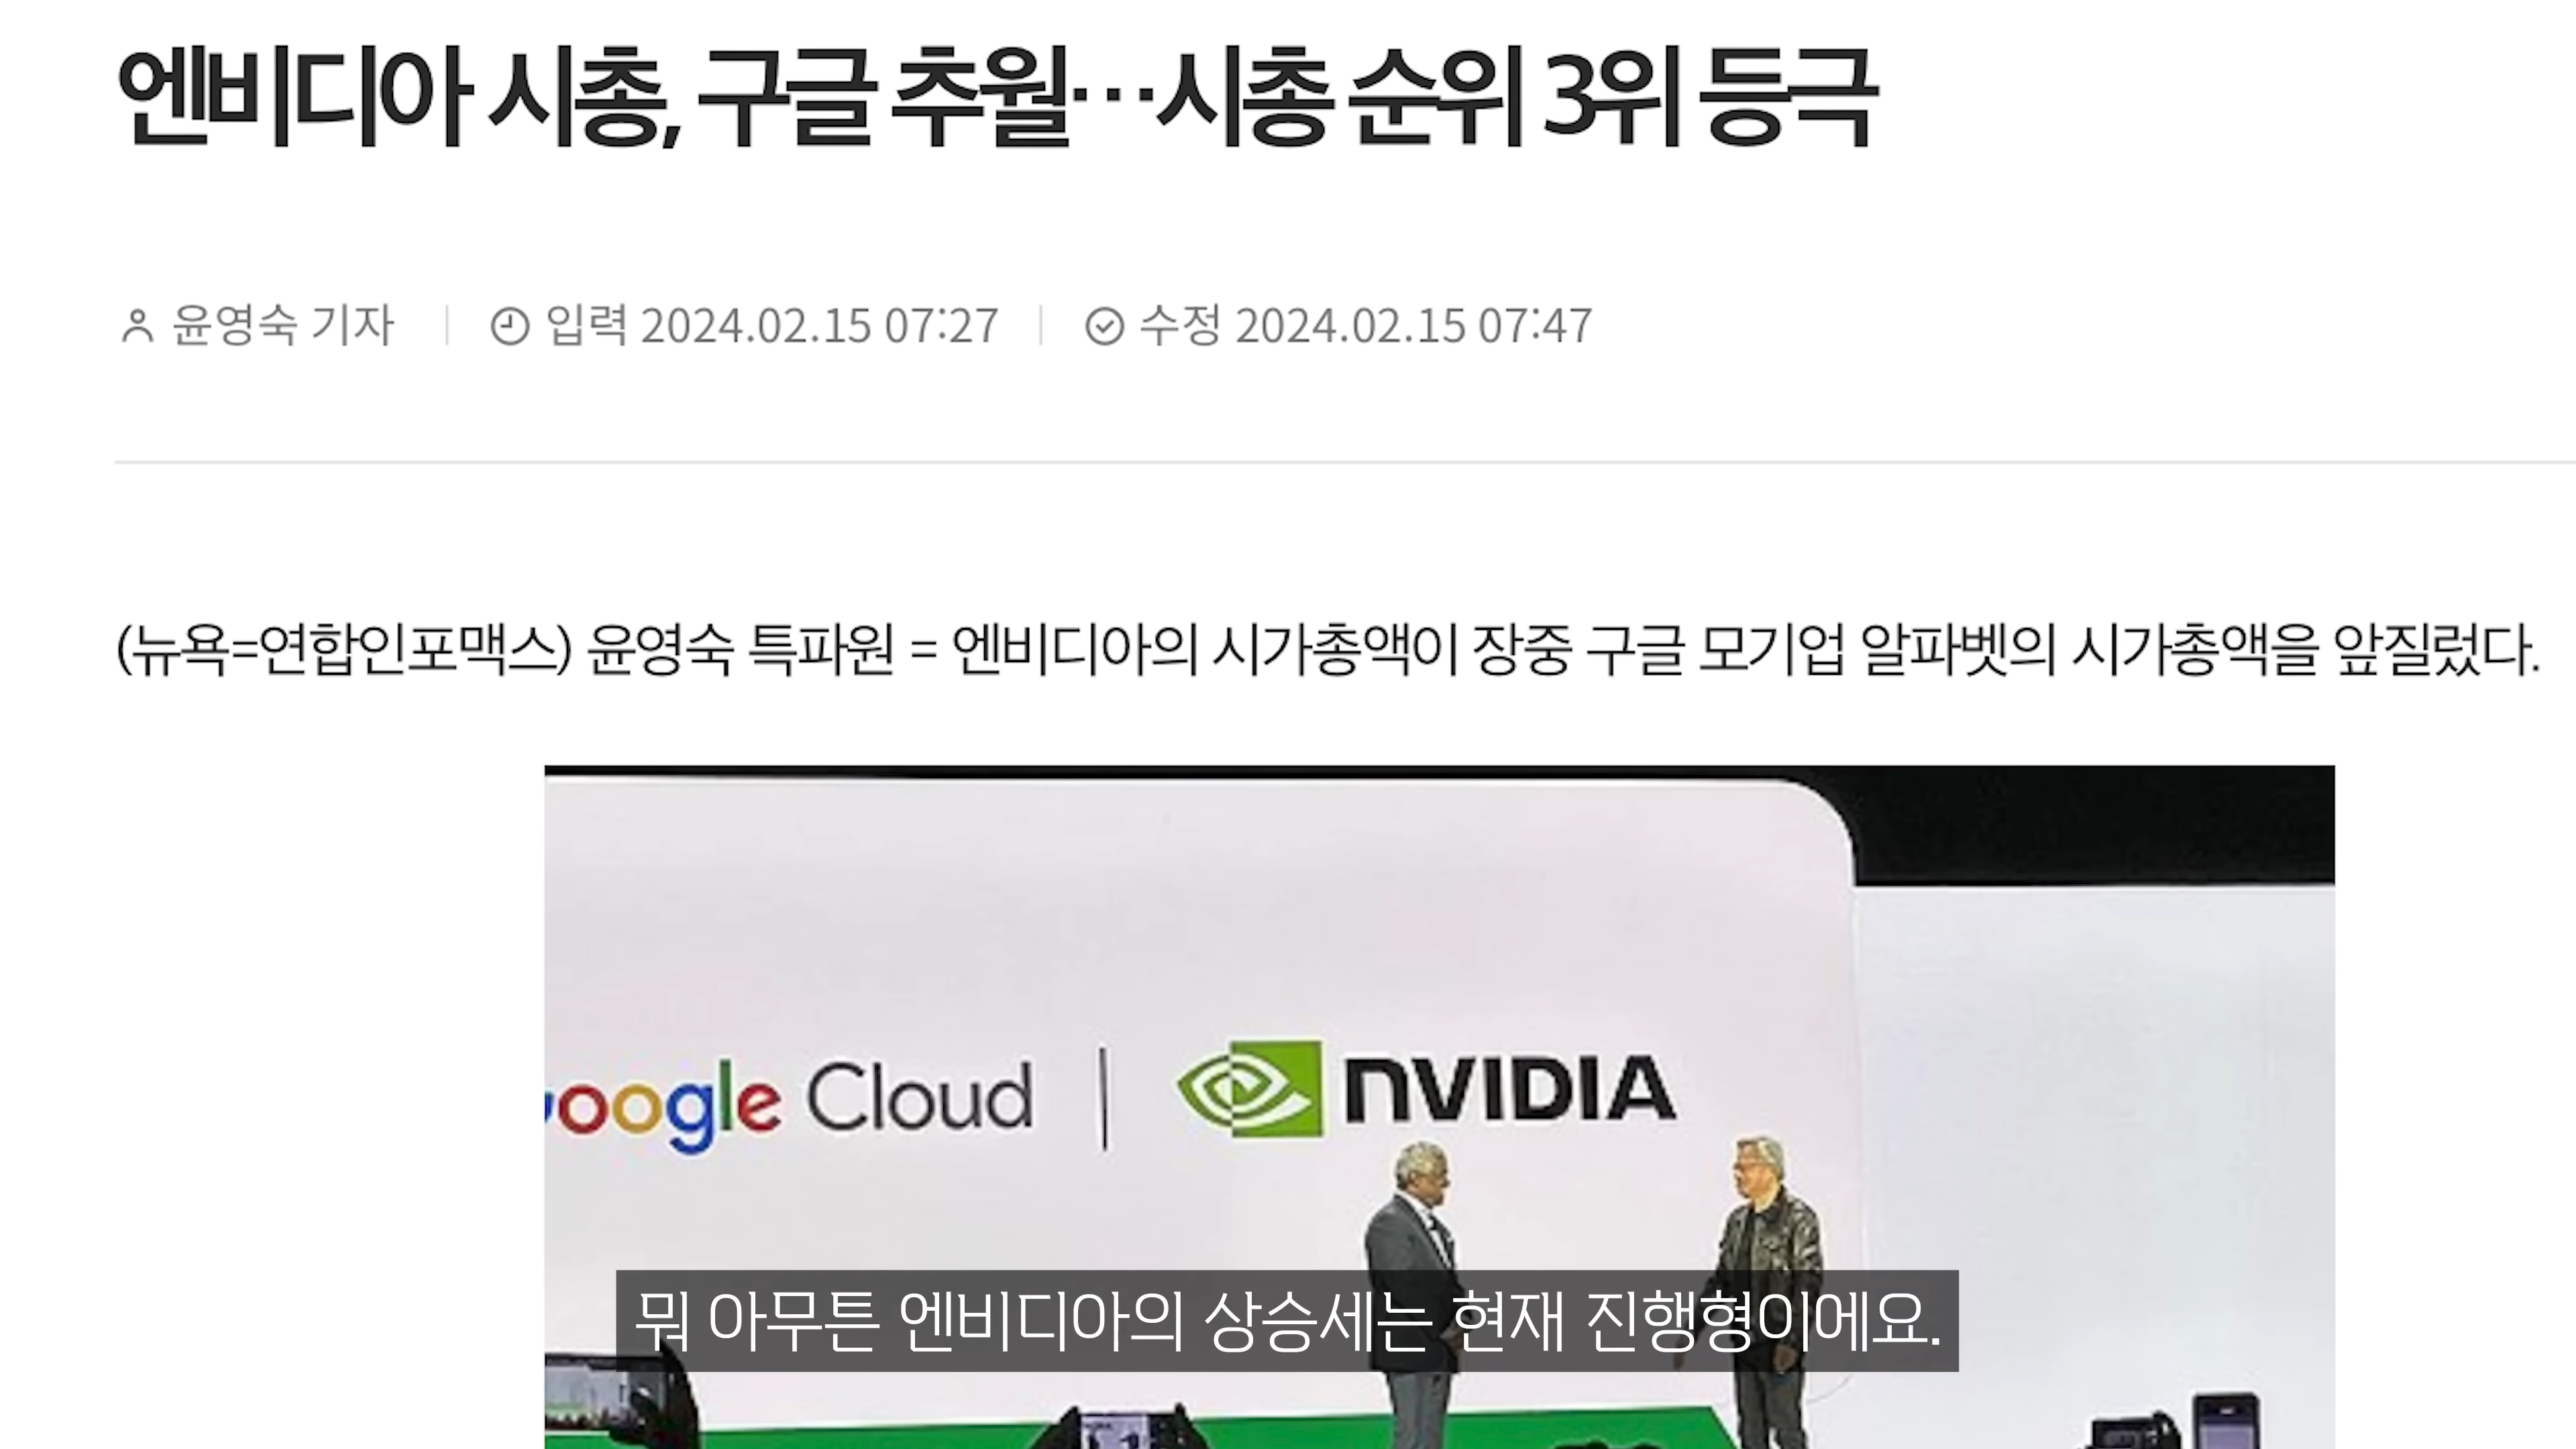 엔비디아 시총, 구글 추월…시총 순위 3위 등극
윤영숙 기자 | 입력 2024.02.15 07:27 | 수정 2024.02.15 07:47
(뉴욕=연합인포맥스) 윤영숙 특파원 = 엔비디아의 시가총액이 장중 구글 모기업 알파벳의 시가총액을 앞질렀다.
oogle Cloud | NVIDIA
뭐 아무튼 엔비디아의 상승세는 현재 진행형이에요.